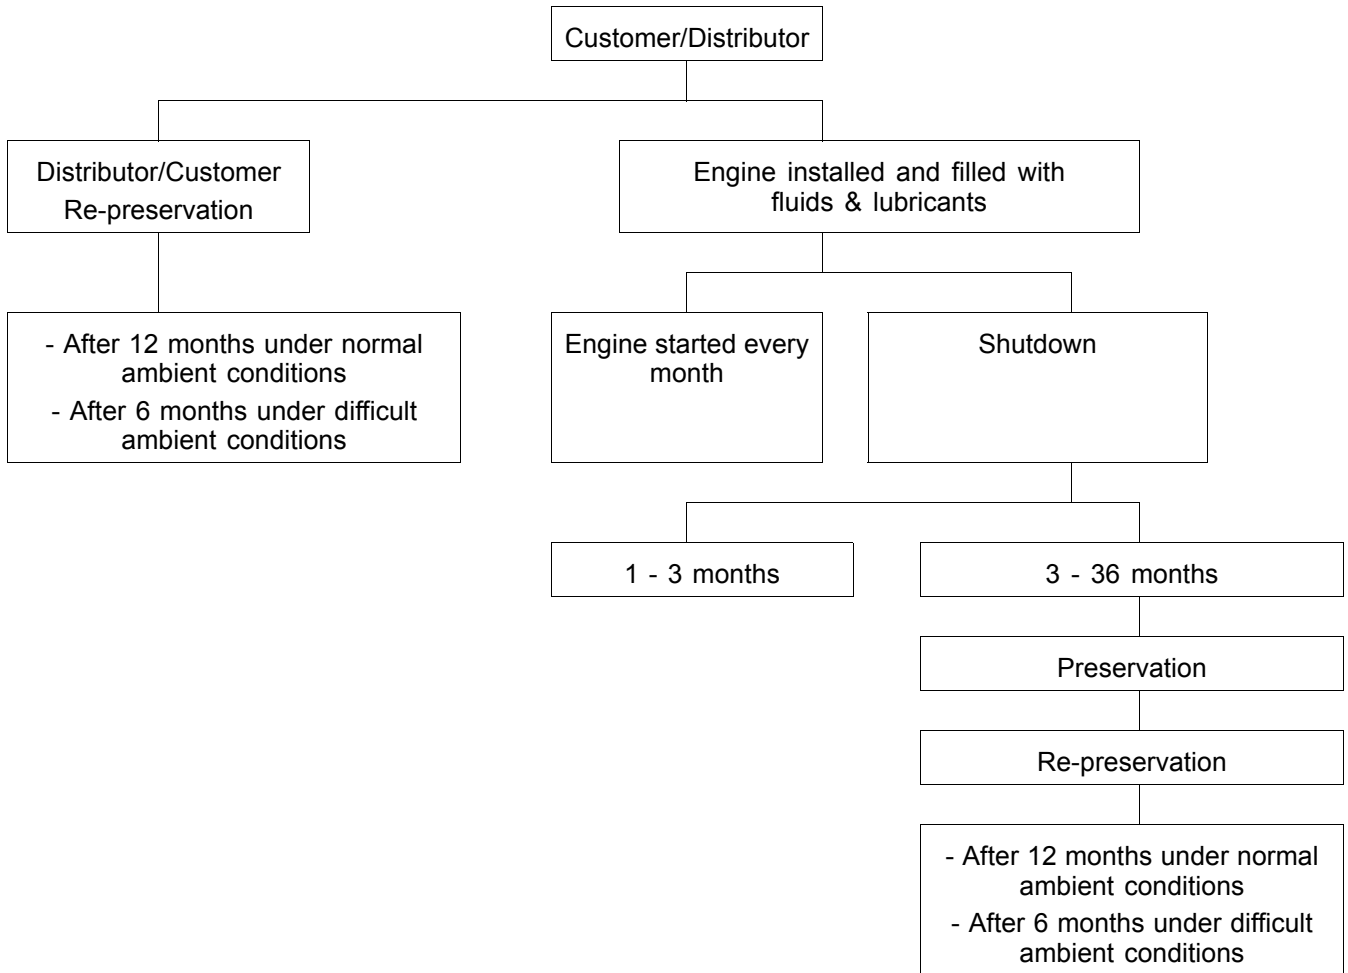 Customer/Distributor
Distributor/Customer
Re-preservation
Engine installed and filled with
fluids & lubricants
- After 12 months under normal
ambient conditions
- After 6 months under difficult
ambient conditions
Engine started every
month
Shutdown
1 - 3 months
3 - 36 months
Preservation
Re-preservation
- After 12 months under normal
ambient conditions
- After 6 months under difficult
ambient conditions